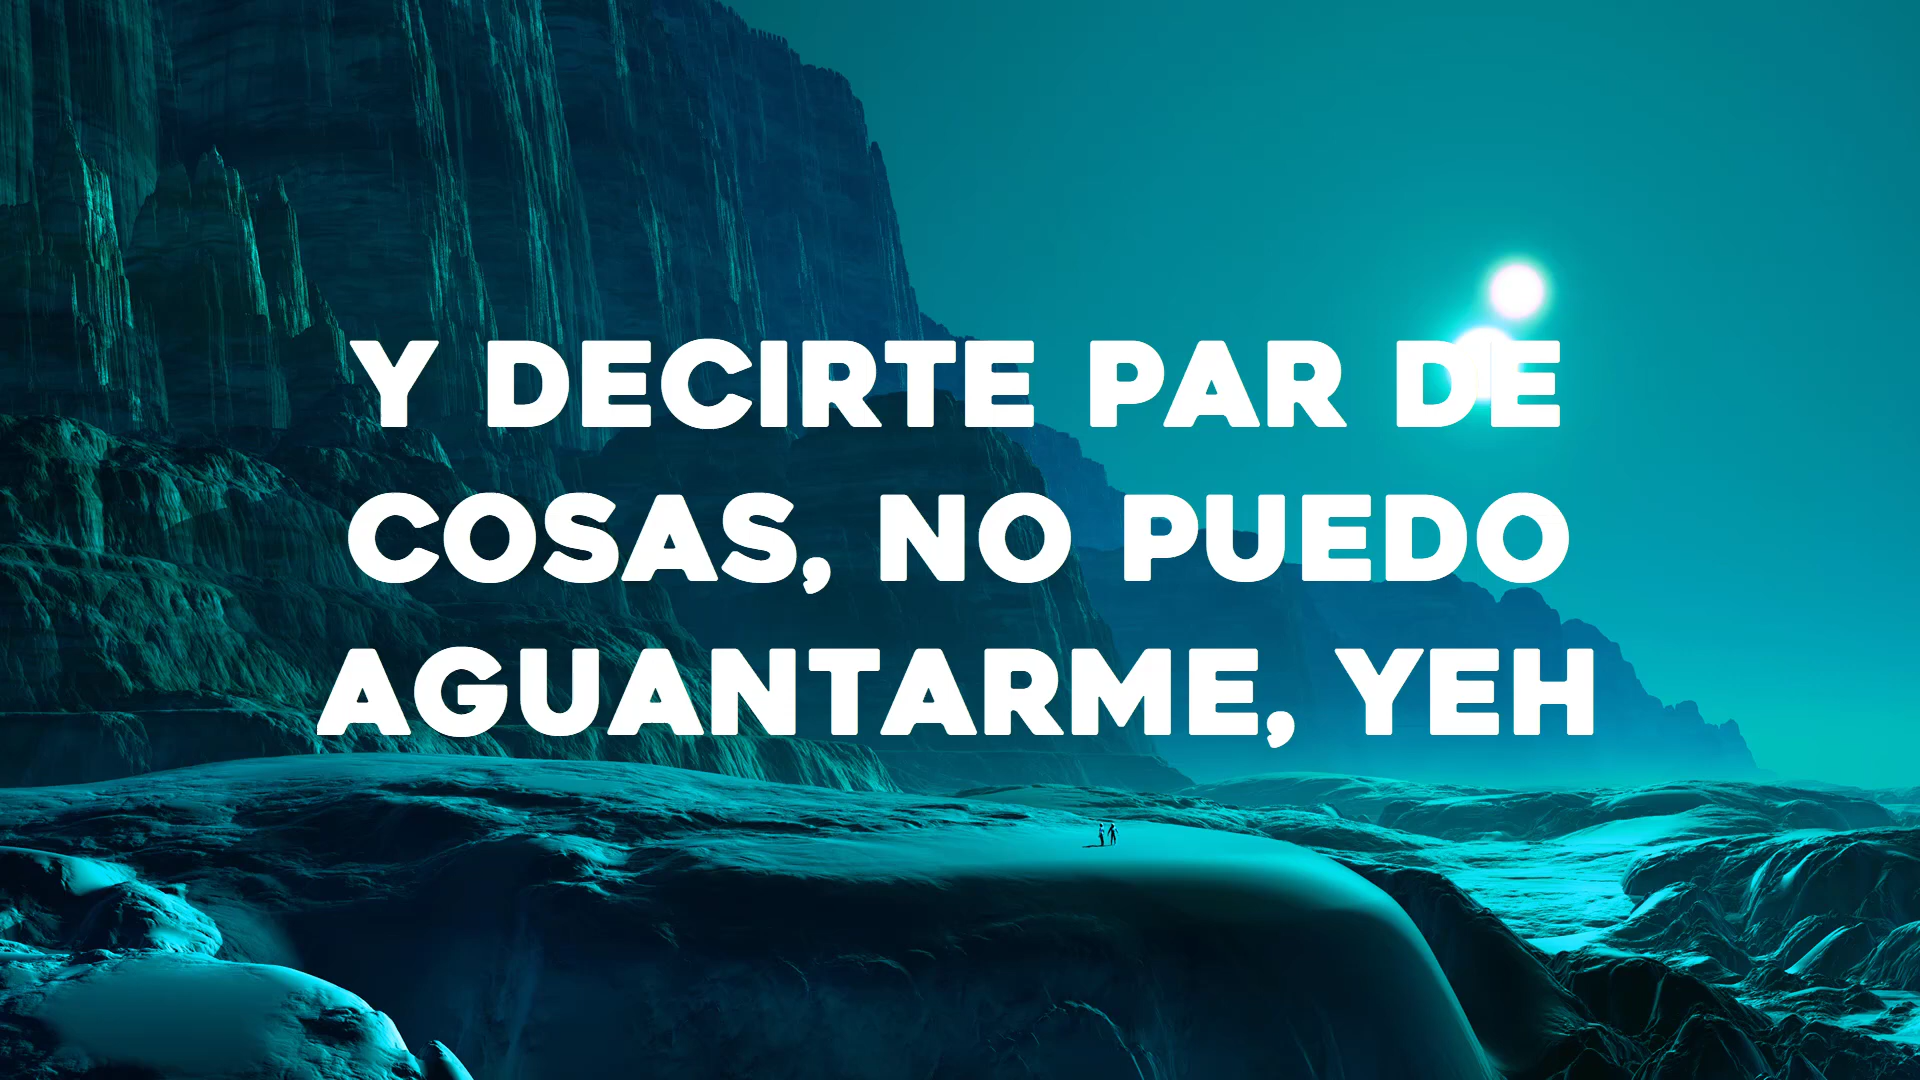 Y DECIRTE PAR DE
COSAS, NO PUEDO
AGUANTARME, YEH